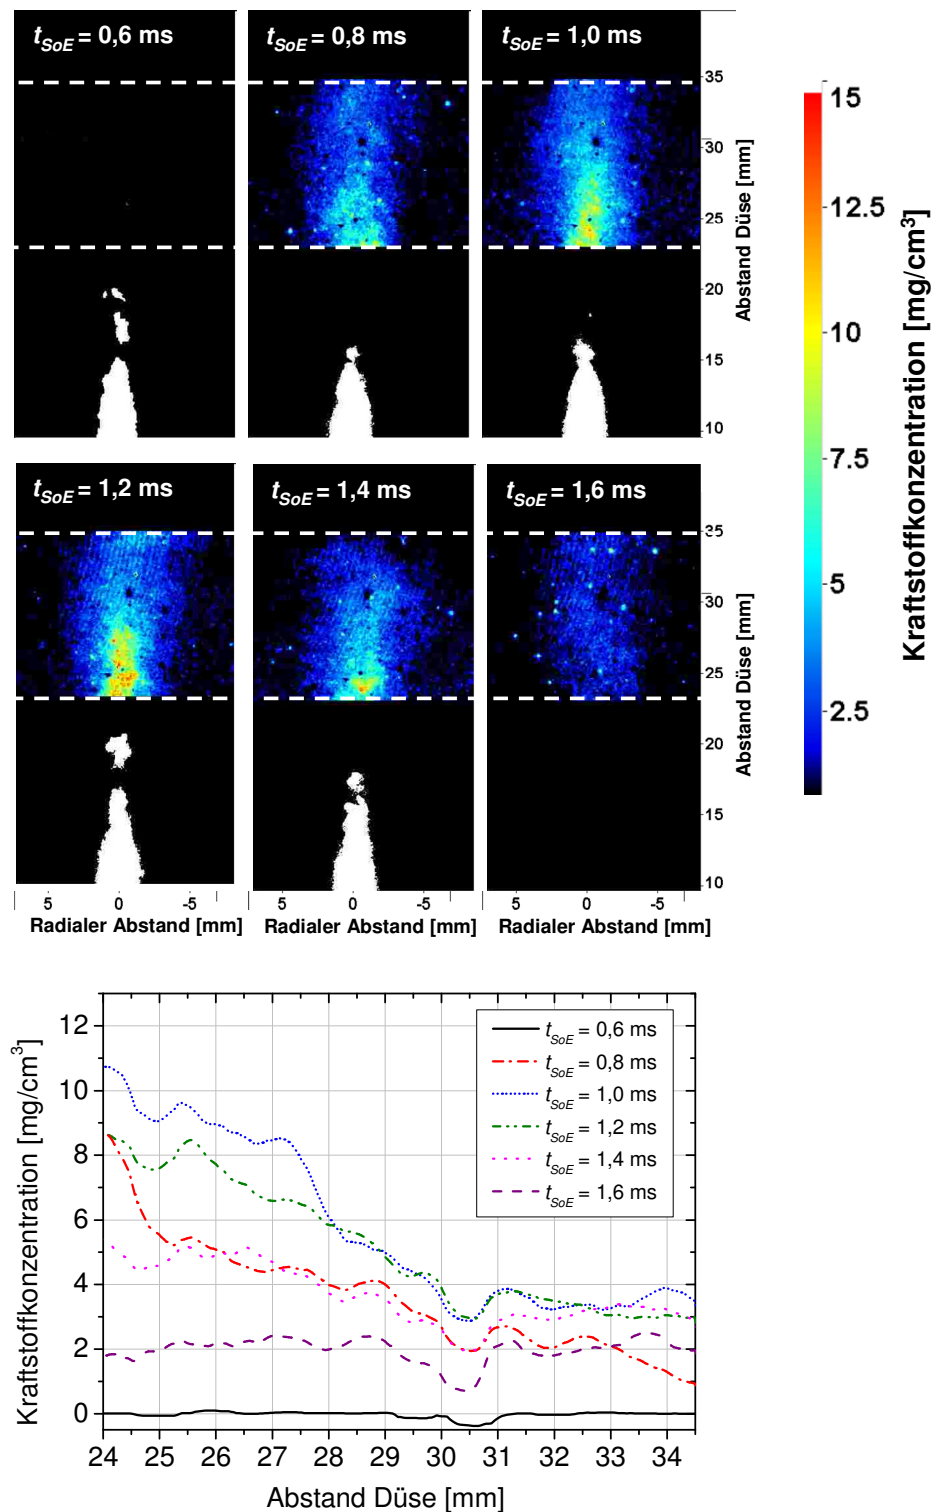 t_SoE = 0,6 ms
t_SoE = 0,8 ms
t_SoE = 1,0 ms
35
30
25
20
15
10
Abstand Düse [mm]
15
12.5
10
7.5
5
2.5
Kraftstoffkonzentration [mg/cm³]
t_SoE = 1,2 ms
t_SoE = 1,4 ms
t_SoE = 1,6 ms
25
30
25
20
15
10
Abstand Düse [mm]
5 0 -5
5 0 -5
5 0 -5
Radialer Abstand [mm]
Radialer Abstand [mm]
Radialer Abstand [mm]
Kraftstoffkonzentration [mg/cm³]
12
10
8
6
4
2
0
t_SoE = 0,6 ms
t_SoE = 0,8 ms
t_SoE = 1,0 ms
t_SoE = 1,2 ms
t_SoE = 1,4 ms
t_SoE = 1,6 ms
24 25 26 27 28 29 30 31 32 33 34
Abstand Düse [mm]